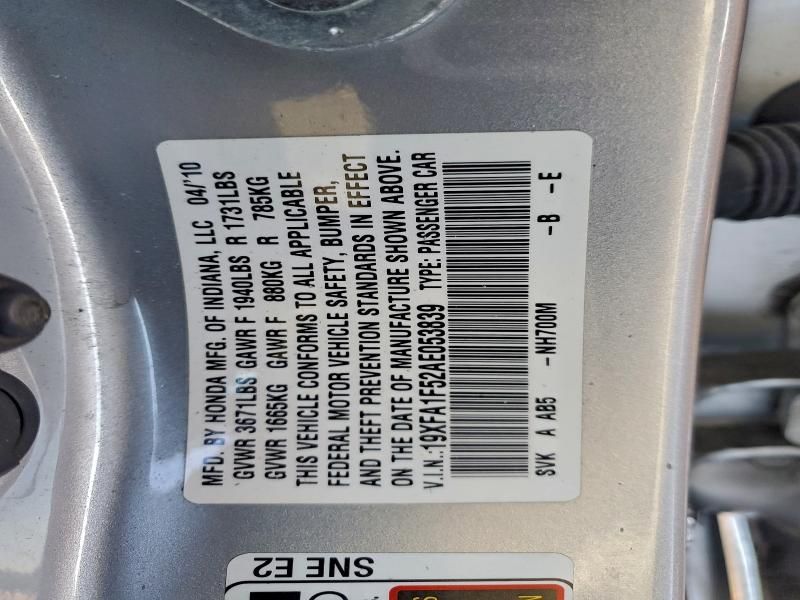 MFD. BY HONDA MFG. OF INDIANA, LLC 04/'10
GVWR 3671LBS GAWR F 1940LBS R 1731LBS
GVWR 1665KG GAWR F 880KG R 785KG
THIS VEHICLE CONFORMS TO ALL APPLICABLE
FEDERAL MOTOR VEHICLE SAFETY, BUMPER,
AND THEFT PREVENTION STANDARDS IN EFFECT
ON THE DATE OF MANUFACTURE SHOWN ABOVE.
V.I.N.:19XFA1F52AE053839 TYPE: PASSENGER CAR
SVK A AB5 -NH700M -B -E
SNE E2